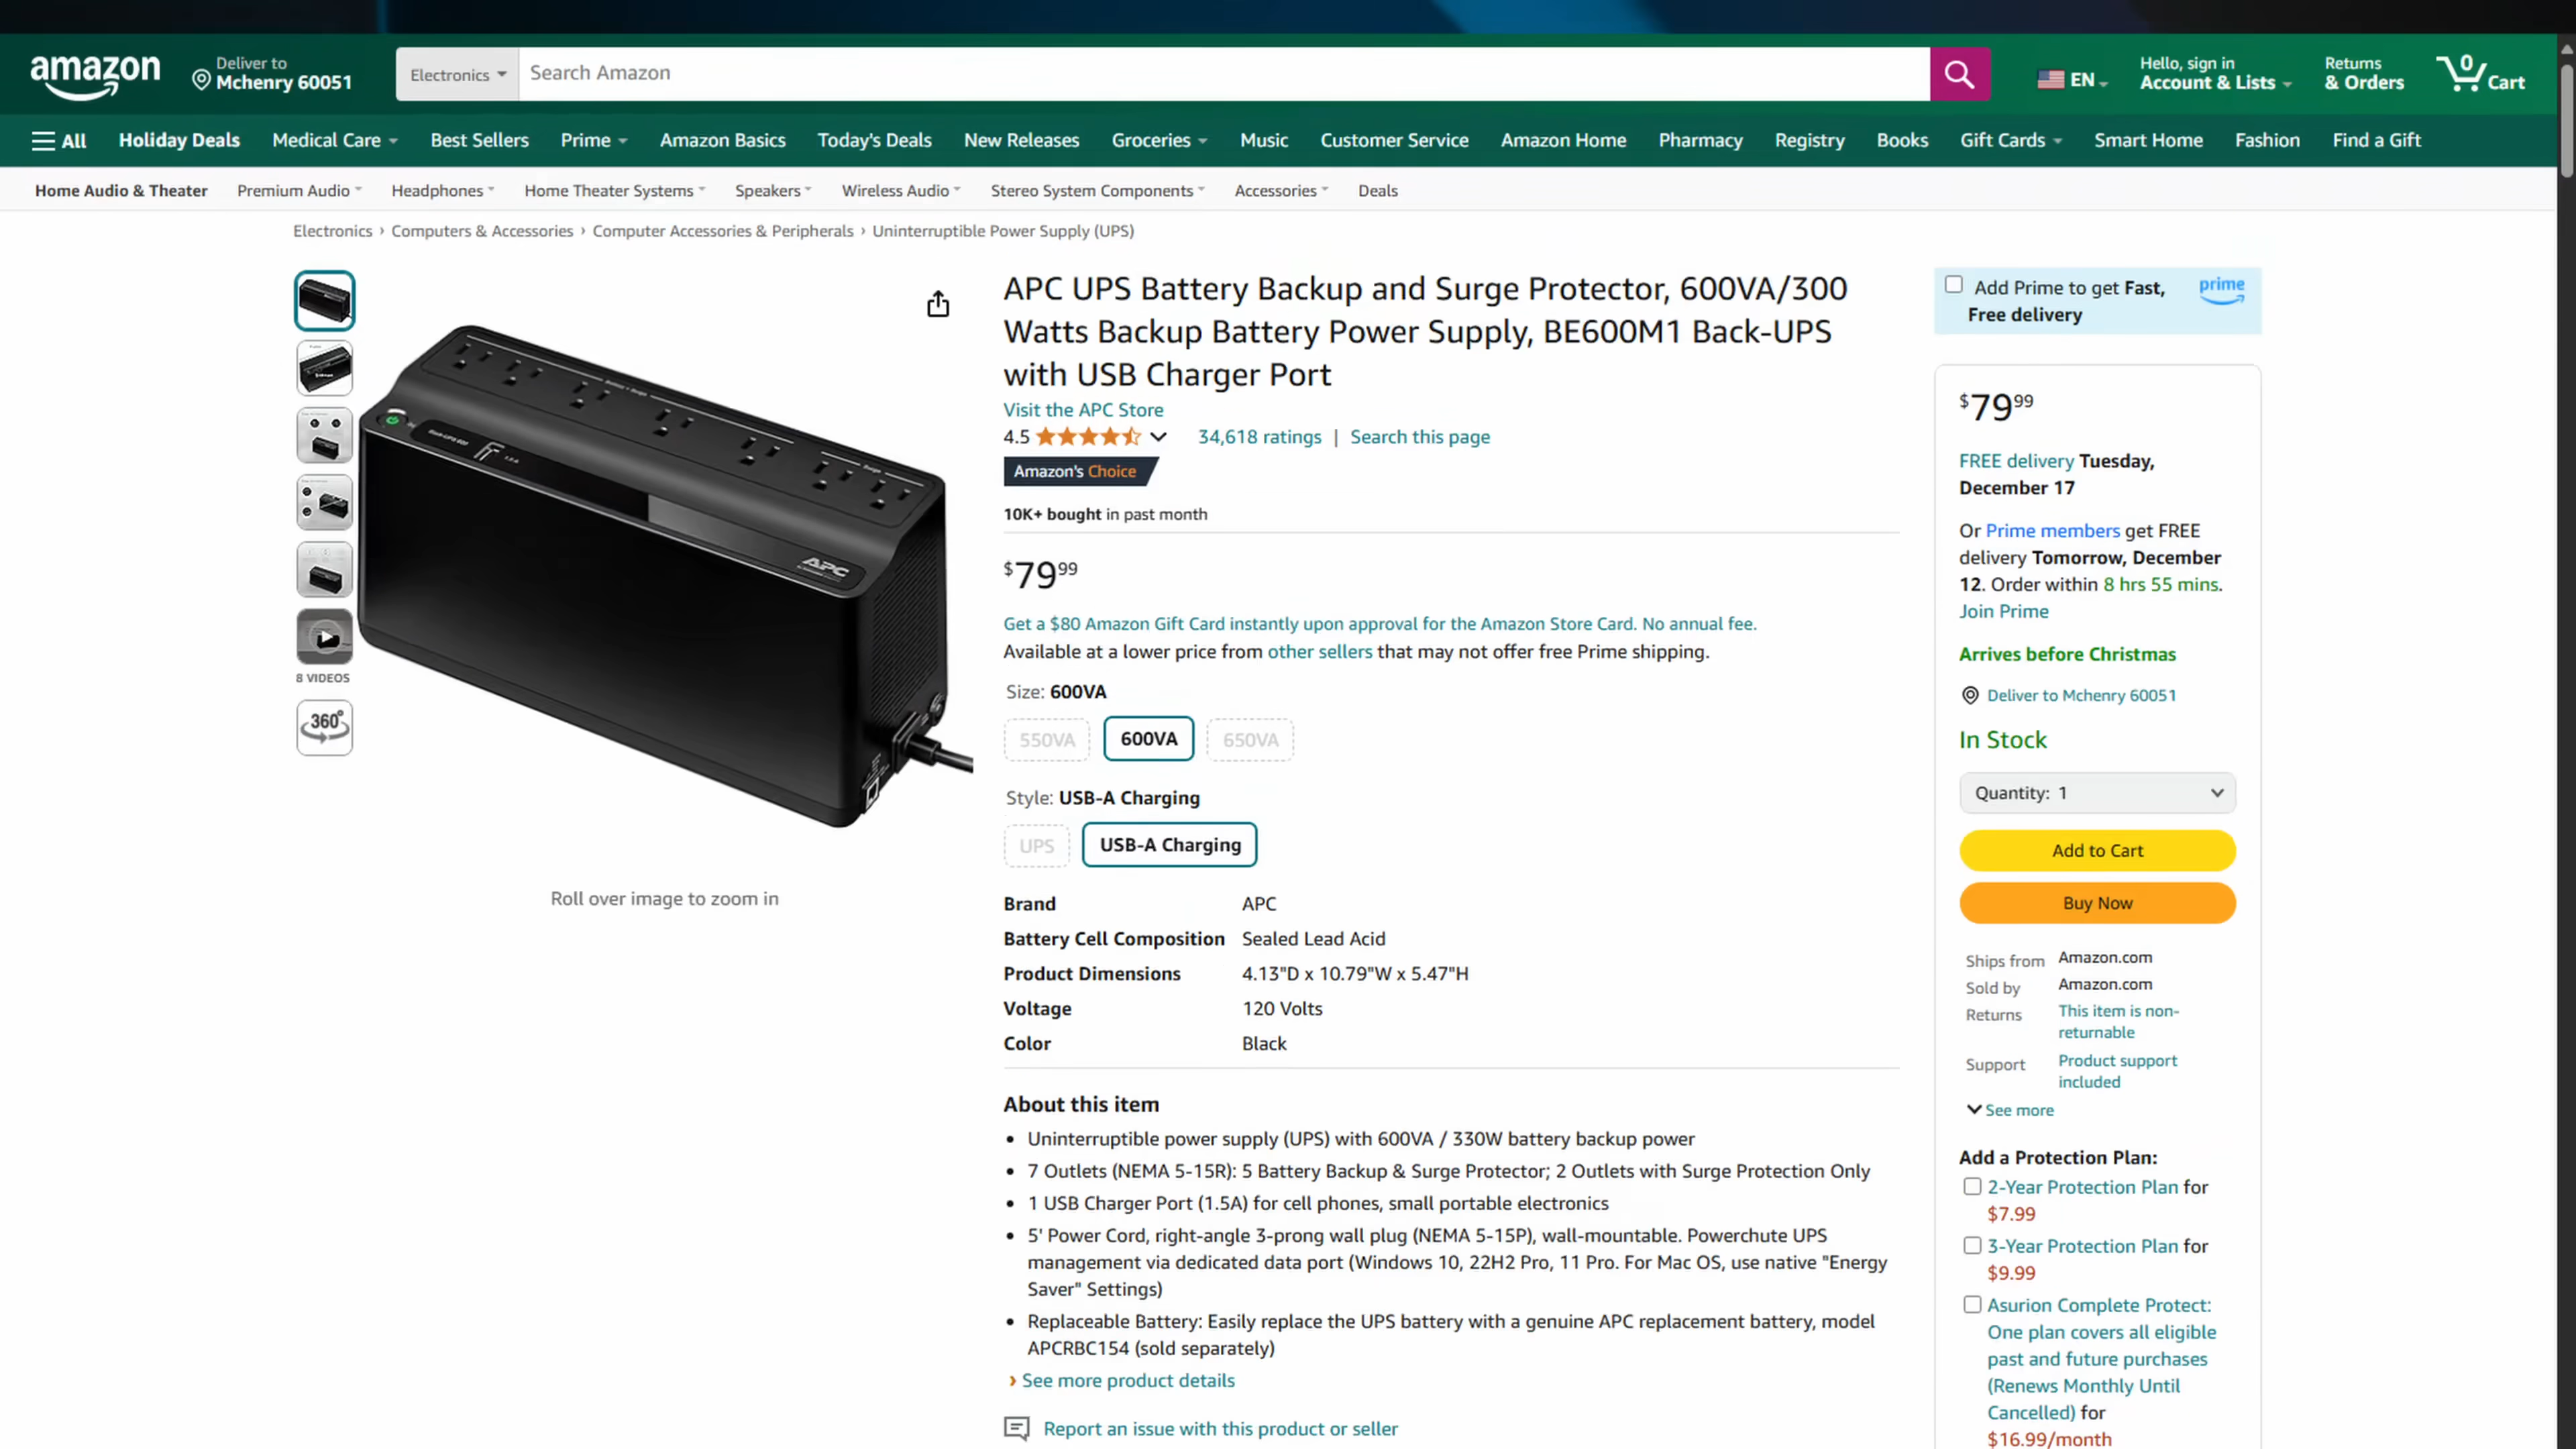 amazon
Deliver to
Mchenry 60051
Electronics
Search Amazon
EN
Hello, sign in
Account & Lists
Returns
& Orders
0
Cart
All
Holiday Deals
Medical Care
Best Sellers
Prime
Amazon Basics
Today's Deals
New Releases
Groceries
Music
Customer Service
Amazon Home
Pharmacy
Registry
Books
Gift Cards
Smart Home
Fashion
Find a Gift
Home Audio & Theater
Premium Audio
Headphones
Home Theater Systems
Speakers
Wireless Audio
Stereo System Components
Accessories
Deals
Electronics › Computers & Accessories › Computer Accessories & Peripherals › Uninterruptible Power Supply (UPS)
8 VIDEOS
360°
APC
Roll over image to zoom in
APC UPS Battery Backup and Surge Protector, 600VA/300
Watts Backup Battery Power Supply, BE600M1 Back-UPS
with USB Charger Port
Visit the APC Store
4.5
34,618 ratings | Search this page
Amazon's Choice
10K+ bought in past month
$7999
Get a $80 Amazon Gift Card instantly upon approval for the Amazon Store Card. No annual fee.
Available at a lower price from other sellers that may not offer free Prime shipping.
Size: 600VA
550VA
600VA
650VA
Style: USB-A Charging
UPS
USB-A Charging
Brand APC
Battery Cell Composition Sealed Lead Acid
Product Dimensions 4.13"D x 10.79"W x 5.47"H
Voltage 120 Volts
Color Black
About this item
• Uninterruptible power supply (UPS) with 600VA / 330W battery backup power
• 7 Outlets (NEMA 5-15R): 5 Battery Backup & Surge Protector; 2 Outlets with Surge Protection Only
• 1 USB Charger Port (1.5A) for cell phones, small portable electronics
• 5' Power Cord, right-angle 3-prong wall plug (NEMA 5-15P), wall-mountable. Powerchute UPS
management via dedicated data port (Windows 10, 22H2 Pro, 11 Pro. For Mac OS, use native "Energy
Saver" Settings)
• Replaceable Battery: Easily replace the UPS battery with a genuine APC replacement battery, model
APCRBC154 (sold separately)
› See more product details
Report an issue with this product or seller
Add Prime to get Fast,
Free delivery
prime
$7999
FREE delivery Tuesday,
December 17
Or Prime members get FREE
delivery Tomorrow, December
12. Order within 8 hrs 55 mins.
Join Prime
Arrives before Christmas
Deliver to Mchenry 60051
In Stock
Quantity: 1
Add to Cart
Buy Now
Ships from Amazon.com
Sold by Amazon.com
Returns This item is non-
returnable
Support Product support
included
See more
Add a Protection Plan:
2-Year Protection Plan for
$7.99
3-Year Protection Plan for
$9.99
Asurion Complete Protect:
One plan covers all eligible
past and future purchases
(Renews Monthly Until
Cancelled) for
$16.99/month